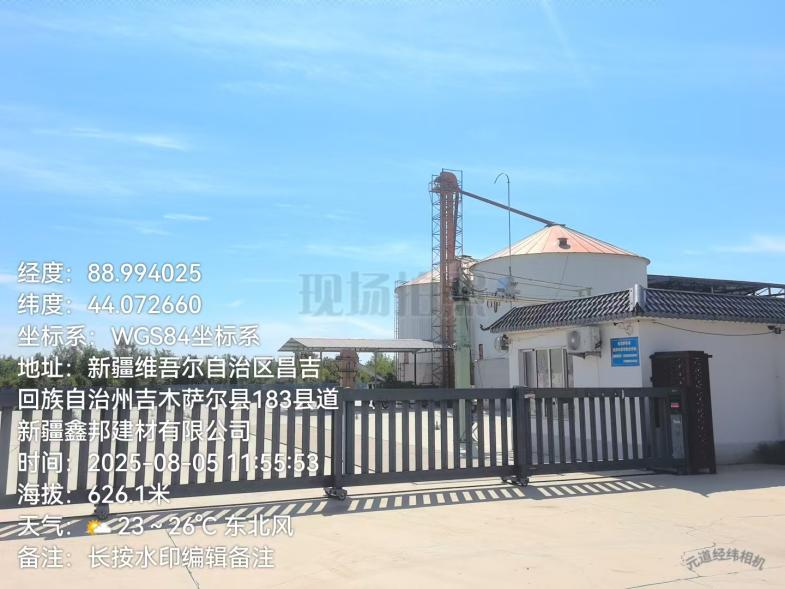 经度：88.994025
纬度：44.072660
坐标系：WGS84坐标系
地址：新疆维吾尔自治区昌吉
回族自治州吉木萨尔县183县道
新疆鑫邦建材有限公司
时间：2025-08-05 11:55:53
海拔：626.1米
天气：⛅ 23～26℃ 东北风
备注：长按水印编辑备注
现场拍照
元道经纬相机